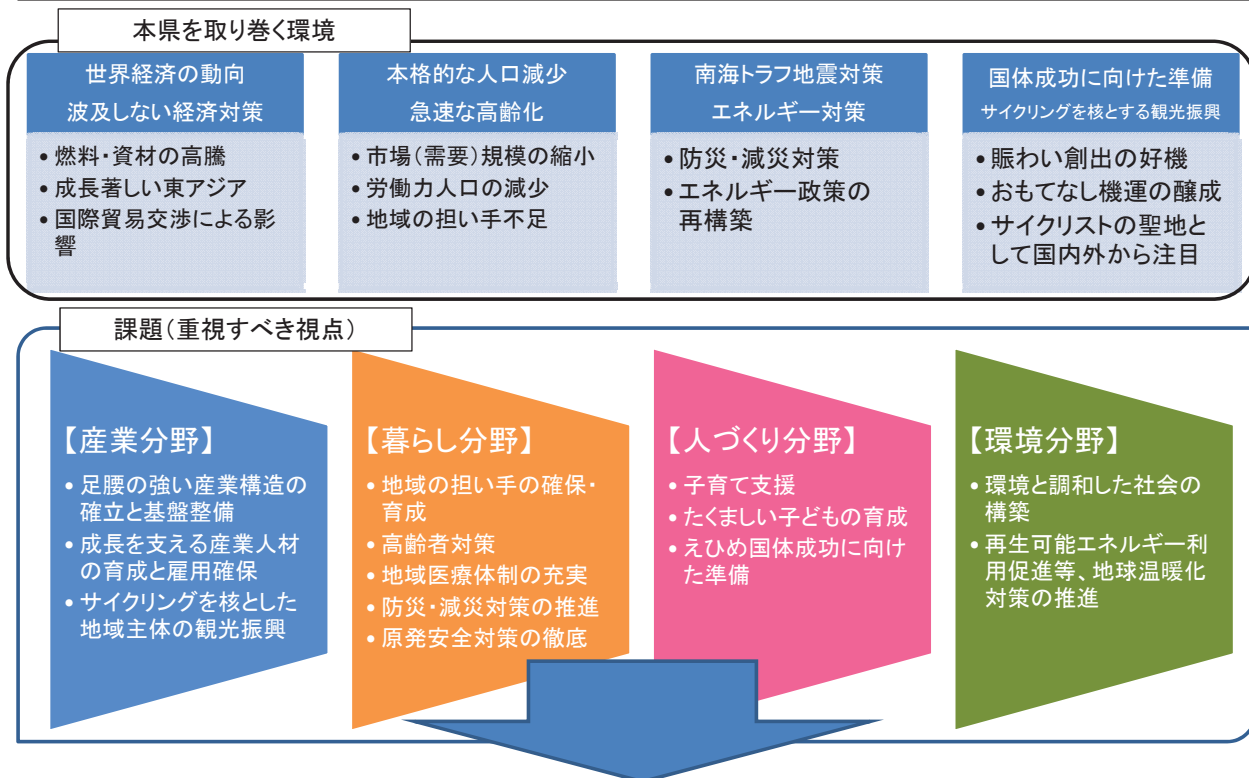 本県を取り巻く環境
世界経済の動向
波及しない経済対策
• 燃料・資材の高騰
• 成長著しい東アジア
• 国際貿易交渉による影
響
本格的な人口減少
急速な高齢化
• 市場(需要)規模の縮小
• 労働力人口の減少
• 地域の担い手不足
南海トラフ地震対策
エネルギー対策
• 防災・減災対策
• エネルギー政策の
再構築
国体成功に向けた準備
サイクリングを核とする観光振興
• 賑わい創出の好機
• おもてなし機運の醸成
• サイクリストの聖地と
して国内外から注目
課題(重視すべき視点)
【産業分野】
• 足腰の強い産業構造の
確立と基盤整備
• 成長を支える産業人材
の育成と雇用確保
• サイクリングを核とした
地域主体の観光振興
【暮らし分野】
• 地域の担い手の確保・
育成
• 高齢者対策
• 地域医療体制の充実
• 防災・減災対策の推進
• 原発安全対策の徹底
【人づくり分野】
• 子育て支援
• たくましい子どもの育成
• えひめ国体成功に向け
た準備
【環境分野】
• 環境と調和した社会の
構築
• 再生可能エネルギー利
用促進等、地球温暖化
対策の推進